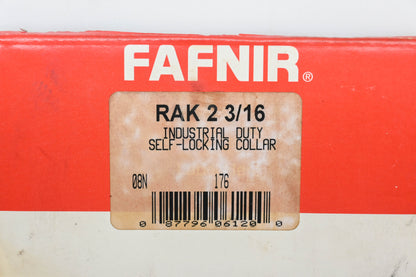 FAFNIR®
RAK 2 3/16
INDUSTRIAL DUTY
SELF-LOCKING COLLAR
08N 176
0 87796 06120 0